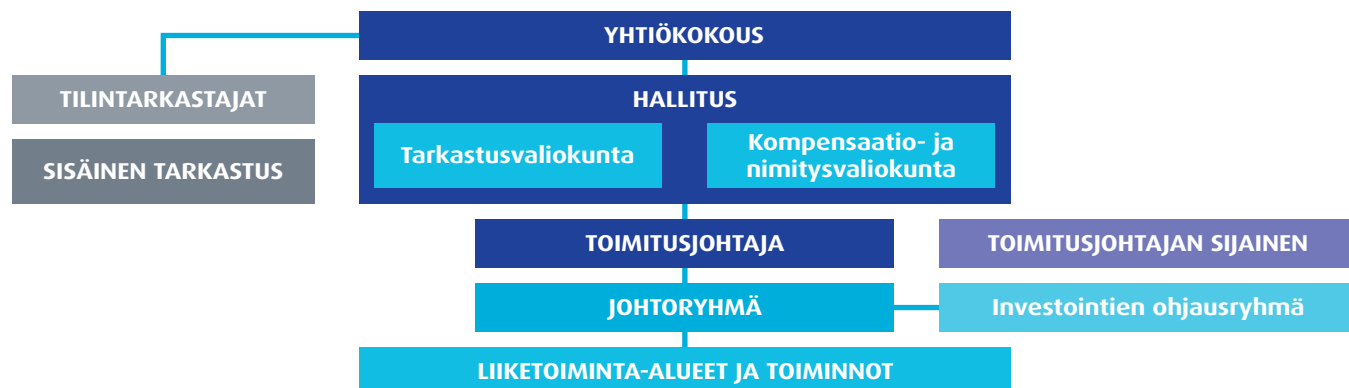 YHTIÖKOKOUS
TILINTARKASTAJAT
HALLITUS
SISÄINEN TARKASTUS
Tarkastusvaliokunta
Kompensaatio- ja
nimitysvaliokunta
TOIMITUSJOHTAJA
TOIMITUSJOHTAJAN SIJAINEN
JOHTORYHMÄ
Investointien ohjausryhmä
LIIKETOIMINTA-ALUEET JA TOIMINNOT